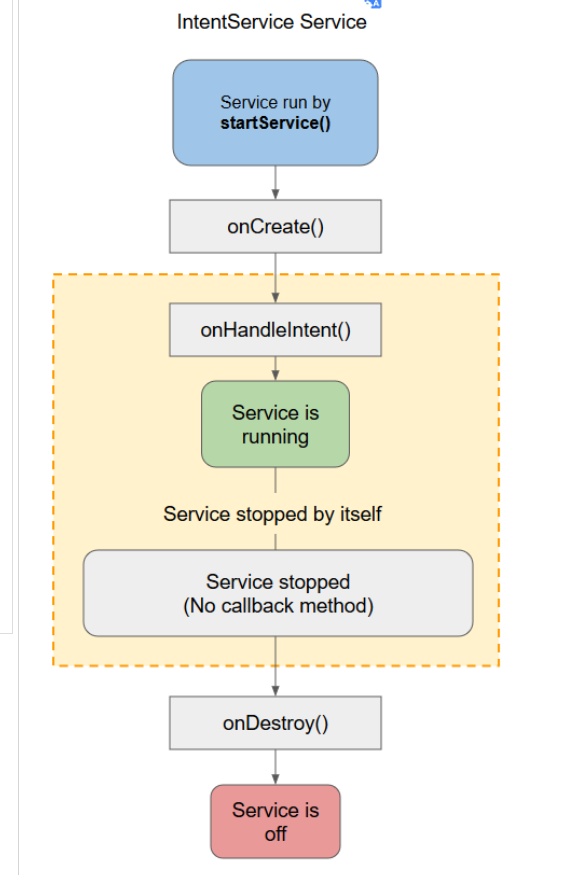 IntentService Service
Service run by
startService()
onCreate()
onHandleIntent()
Service is
running
Service stopped by itself
Service stopped
(No callback method)
onDestroy()
Service is
off